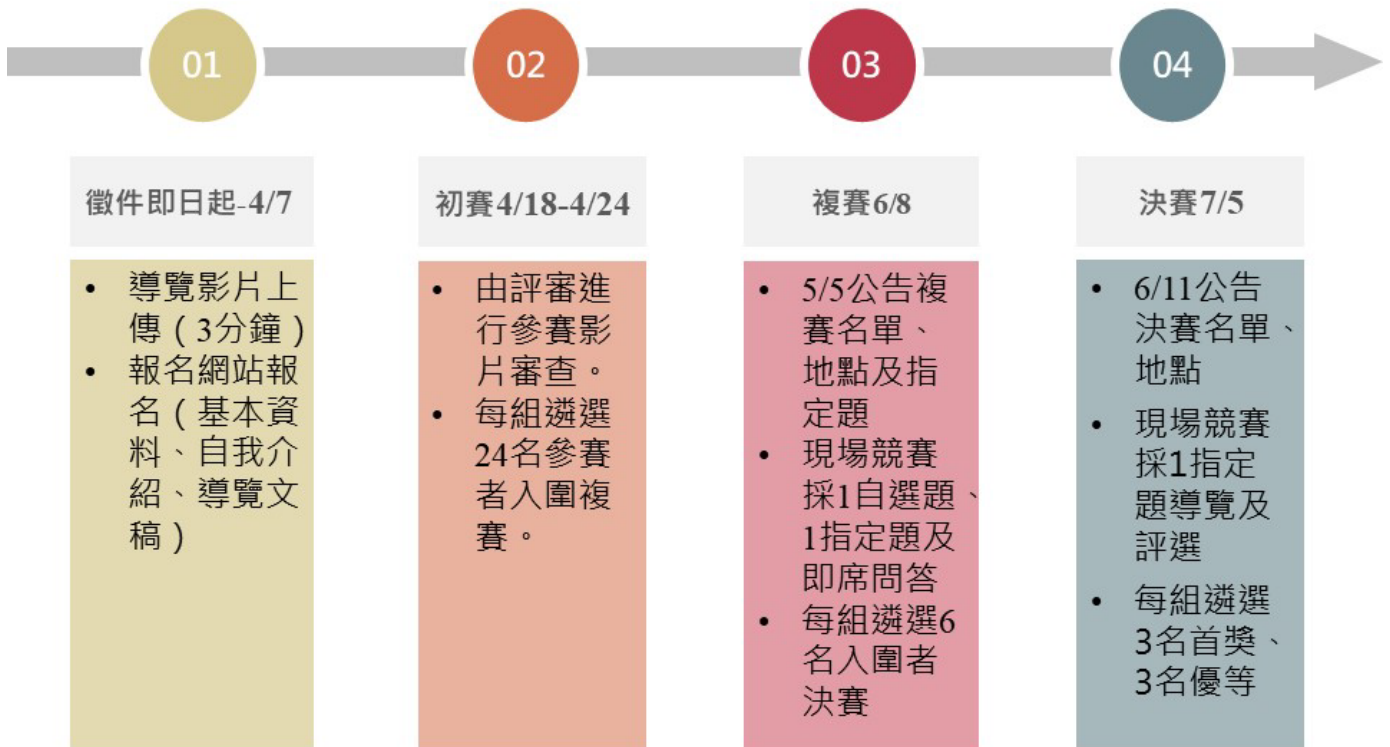 01
02
03
04
徵件即日起-4/7
• 導覽影片上
傳（3分鐘）
• 報名網站報
名（基本資
料、自我介
紹、導覽文
稿）
初賽4/18-4/24
• 由評審進
行參賽影
片審查。
• 每組遴選
24名參賽
者入圍複
賽。
複賽6/8
• 5/5公告複
賽名單、
地點及指
定題
• 現場競賽
採1自選題、
1指定題及
即席問答
• 每組遴選6
名入圍者
決賽
決賽7/5
• 6/11公告
決賽名單、
地點
• 現場競賽
採1指定
題導覽及
評選
• 每組遴選
3名首獎、
3名優等